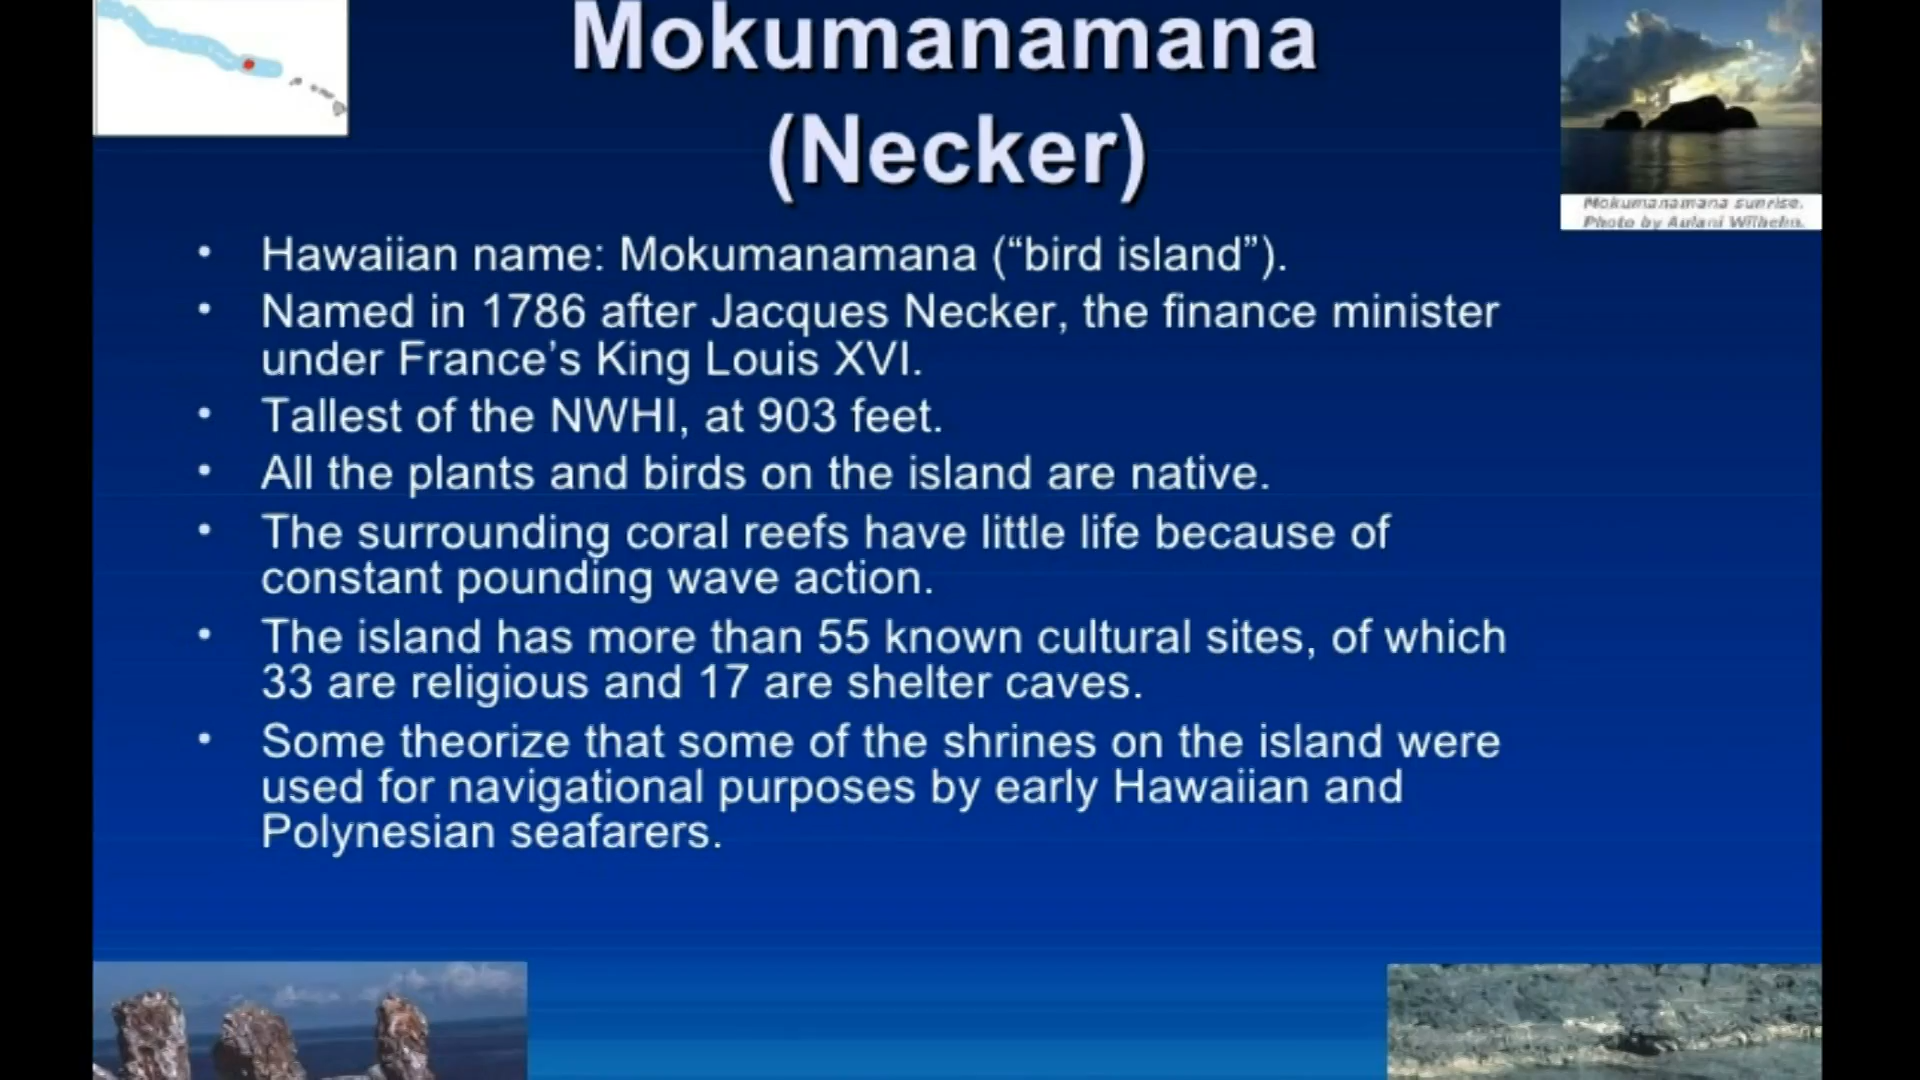 Mokumanamana
(Necker)
Mokumanamana sunrise.
Photo by Aulani Wilhelm.
• Hawaiian name: Mokumanamana (“bird island”).
• Named in 1786 after Jacques Necker, the finance minister
under France’s King Louis XVI.
• Tallest of the NWHI, at 903 feet.
• All the plants and birds on the island are native.
• The surrounding coral reefs have little life because of
constant pounding wave action.
• The island has more than 55 known cultural sites, of which
33 are religious and 17 are shelter caves.
• Some theorize that some of the shrines on the island were
used for navigational purposes by early Hawaiian and
Polynesian seafarers.